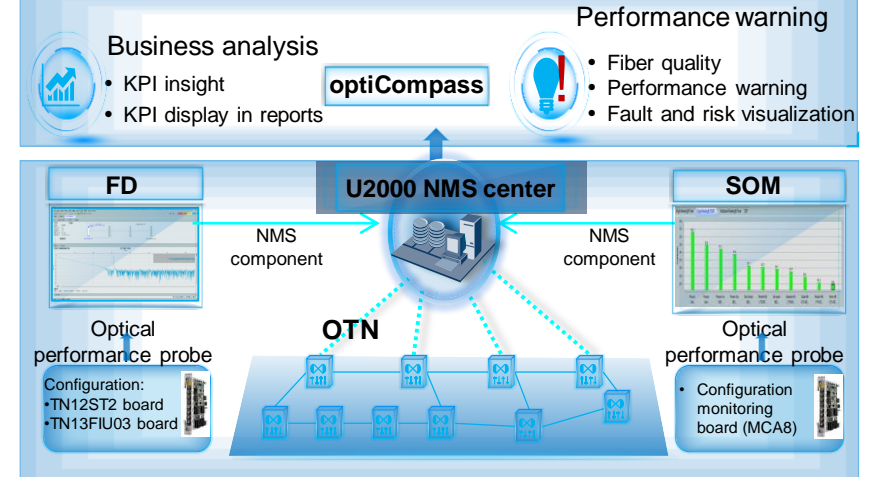 Business analysis
• KPI insight
• KPI display in reports
optiCompass
Performance warning
• Fiber quality
• Performance warning
• Fault and risk visualization
FD
U2000 NMS center
SOM
NMS
component
NMS
component
OTN
Optical
performance probe
Configuration:
•TN12ST2 board
•TN13FIU03 board
Optical
performance probe
• Configuration
monitoring
board (MCA8)